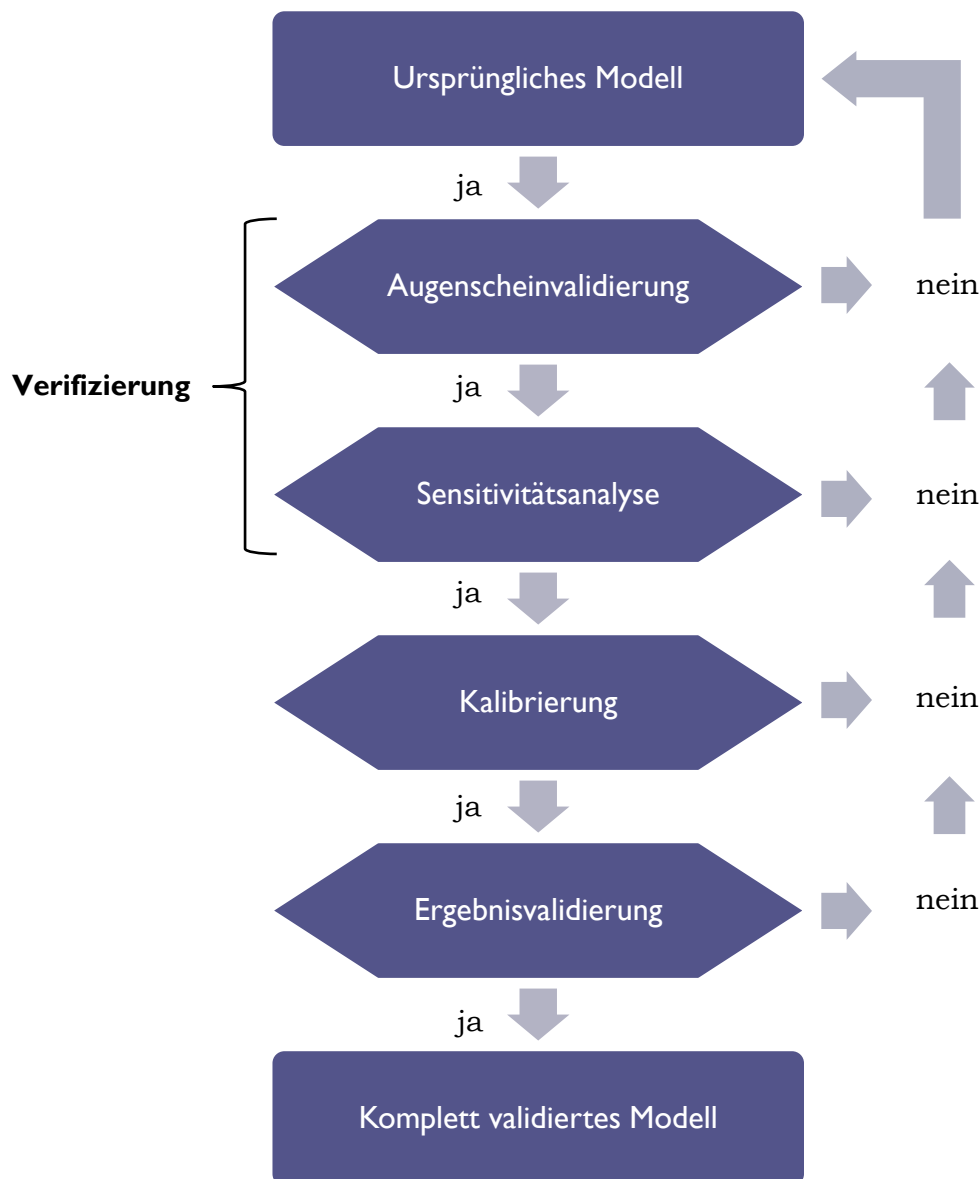 Ursprüngliches Modell
ja
Augenscheinvalidierung
nein
Verifizierung
ja
Sensitivitätsanalyse
nein
ja
Kalibrierung
nein
ja
Ergebnisvalidierung
nein
ja
Komplett validiertes Modell